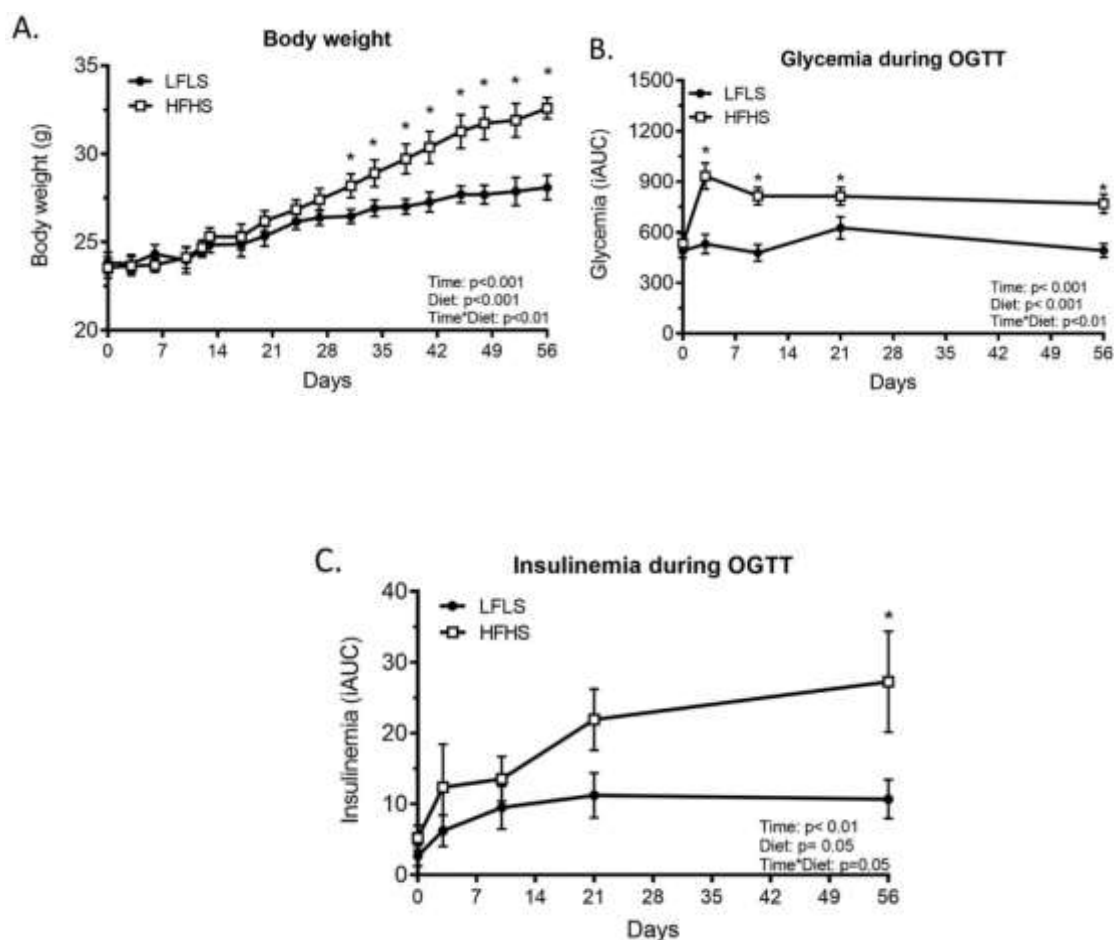 A.
Body weight
LFLS
HFHS
Body weight (g)
35
30
25
20
* * * * * * * *
Time: p<0.001
Diet: p<0.001
Time*Diet: p<0.01
0 7 14 21 28 35 42 49 56
Days
B.
Glycemia during OGTT
LFLS
HFHS
Glycemia (iAUC)
1500
1200
900
600
300
0
* * * *
Time: p< 0.001
Diet: p< 0.001
Time*Diet: p<0.01
0 7 14 21 28 35 42 49 56
Days
C.
Insulinemia during OGTT
LFLS
HFHS
Insulinemia (iAUC)
40
30
20
10
0
*
Time: p< 0.01
Diet: p= 0.05
Time*Diet: p=0.05
0 7 14 21 28 35 42 49 56
Days